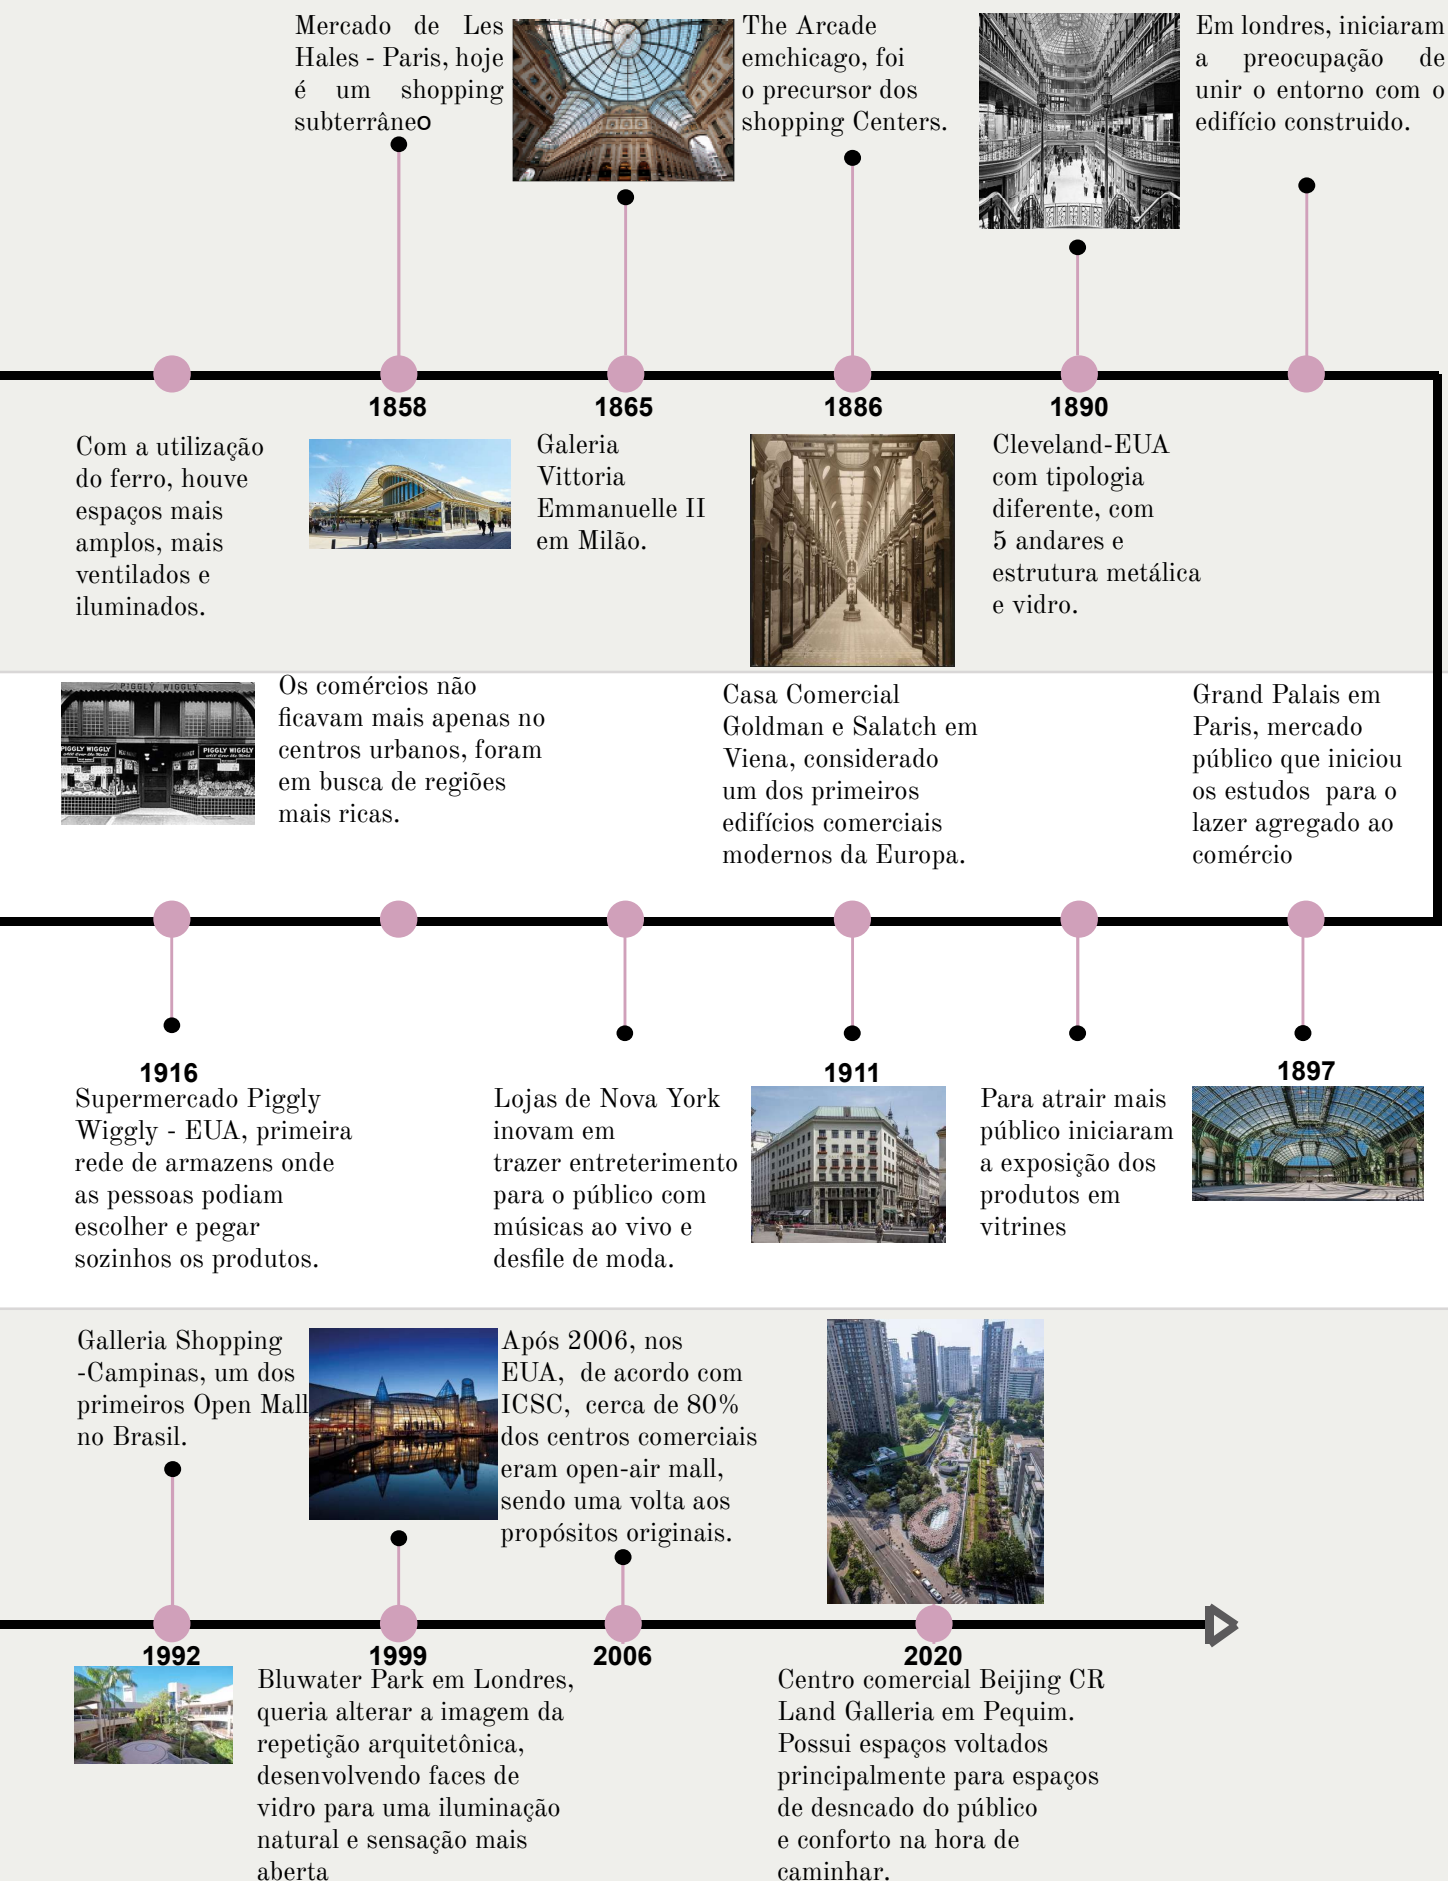 Mercado de Les
Hales - Paris, hoje
é um shopping
subterrâneo
The Arcade
emchicago, foi
o precursor dos
shopping Centers.
Em londres, iniciaram
a preocupação de
unir o entorno com o
edifício construido.
1858
1865
1886
1890
Com a utilização
do ferro, houve
espaços mais
amplos, mais
ventilados e
iluminados.
Galeria
Vittoria
Emmanuelle II
em Milão.
Cleveland-EUA
com tipologia
diferente, com
5 andares e
estrutura metálica
e vidro.
PIGGLY WIGGLY
PIGGLY WIGGLY
PIGGLY WIGGLY
Os comércios não
ficavam mais apenas no
centros urbanos, foram
em busca de regiões
mais ricas.
Casa Comercial
Goldman e Salatch em
Viena, considerado
um dos primeiros
edifícios comerciais
modernos da Europa.
Grand Palais em
Paris, mercado
público que iniciou
os estudos para o
lazer agregado ao
comércio
1916
Supermercado Piggly
Wiggly - EUA, primeira
rede de armazens onde
as pessoas podiam
escolher e pegar
sozinhos os produtos.
Lojas de Nova York
inovam em
trazer entreterimento
para o público com
músicas ao vivo e
desfile de moda.
1911
Para atrair mais
público iniciaram
a exposição dos
produtos em
vitrines
1897
Galleria Shopping
-Campinas, um dos
primeiros Open Mall
no Brasil.
Após 2006, nos
EUA, de acordo com
ICSC, cerca de 80%
dos centros comerciais
eram open-air mall,
sendo uma volta aos
propósitos originais.
1992
1999
2006
2020
Bluwater Park em Londres,
queria alterar a imagem da
repetição arquitetônica,
desenvolvendo faces de
vidro para uma iluminação
natural e sensação mais
aberta
Centro comercial Beijing CR
Land Galleria em Pequim.
Possui espaços voltados
principalmente para espaços
de desncado do público
e conforto na hora de
caminhar.